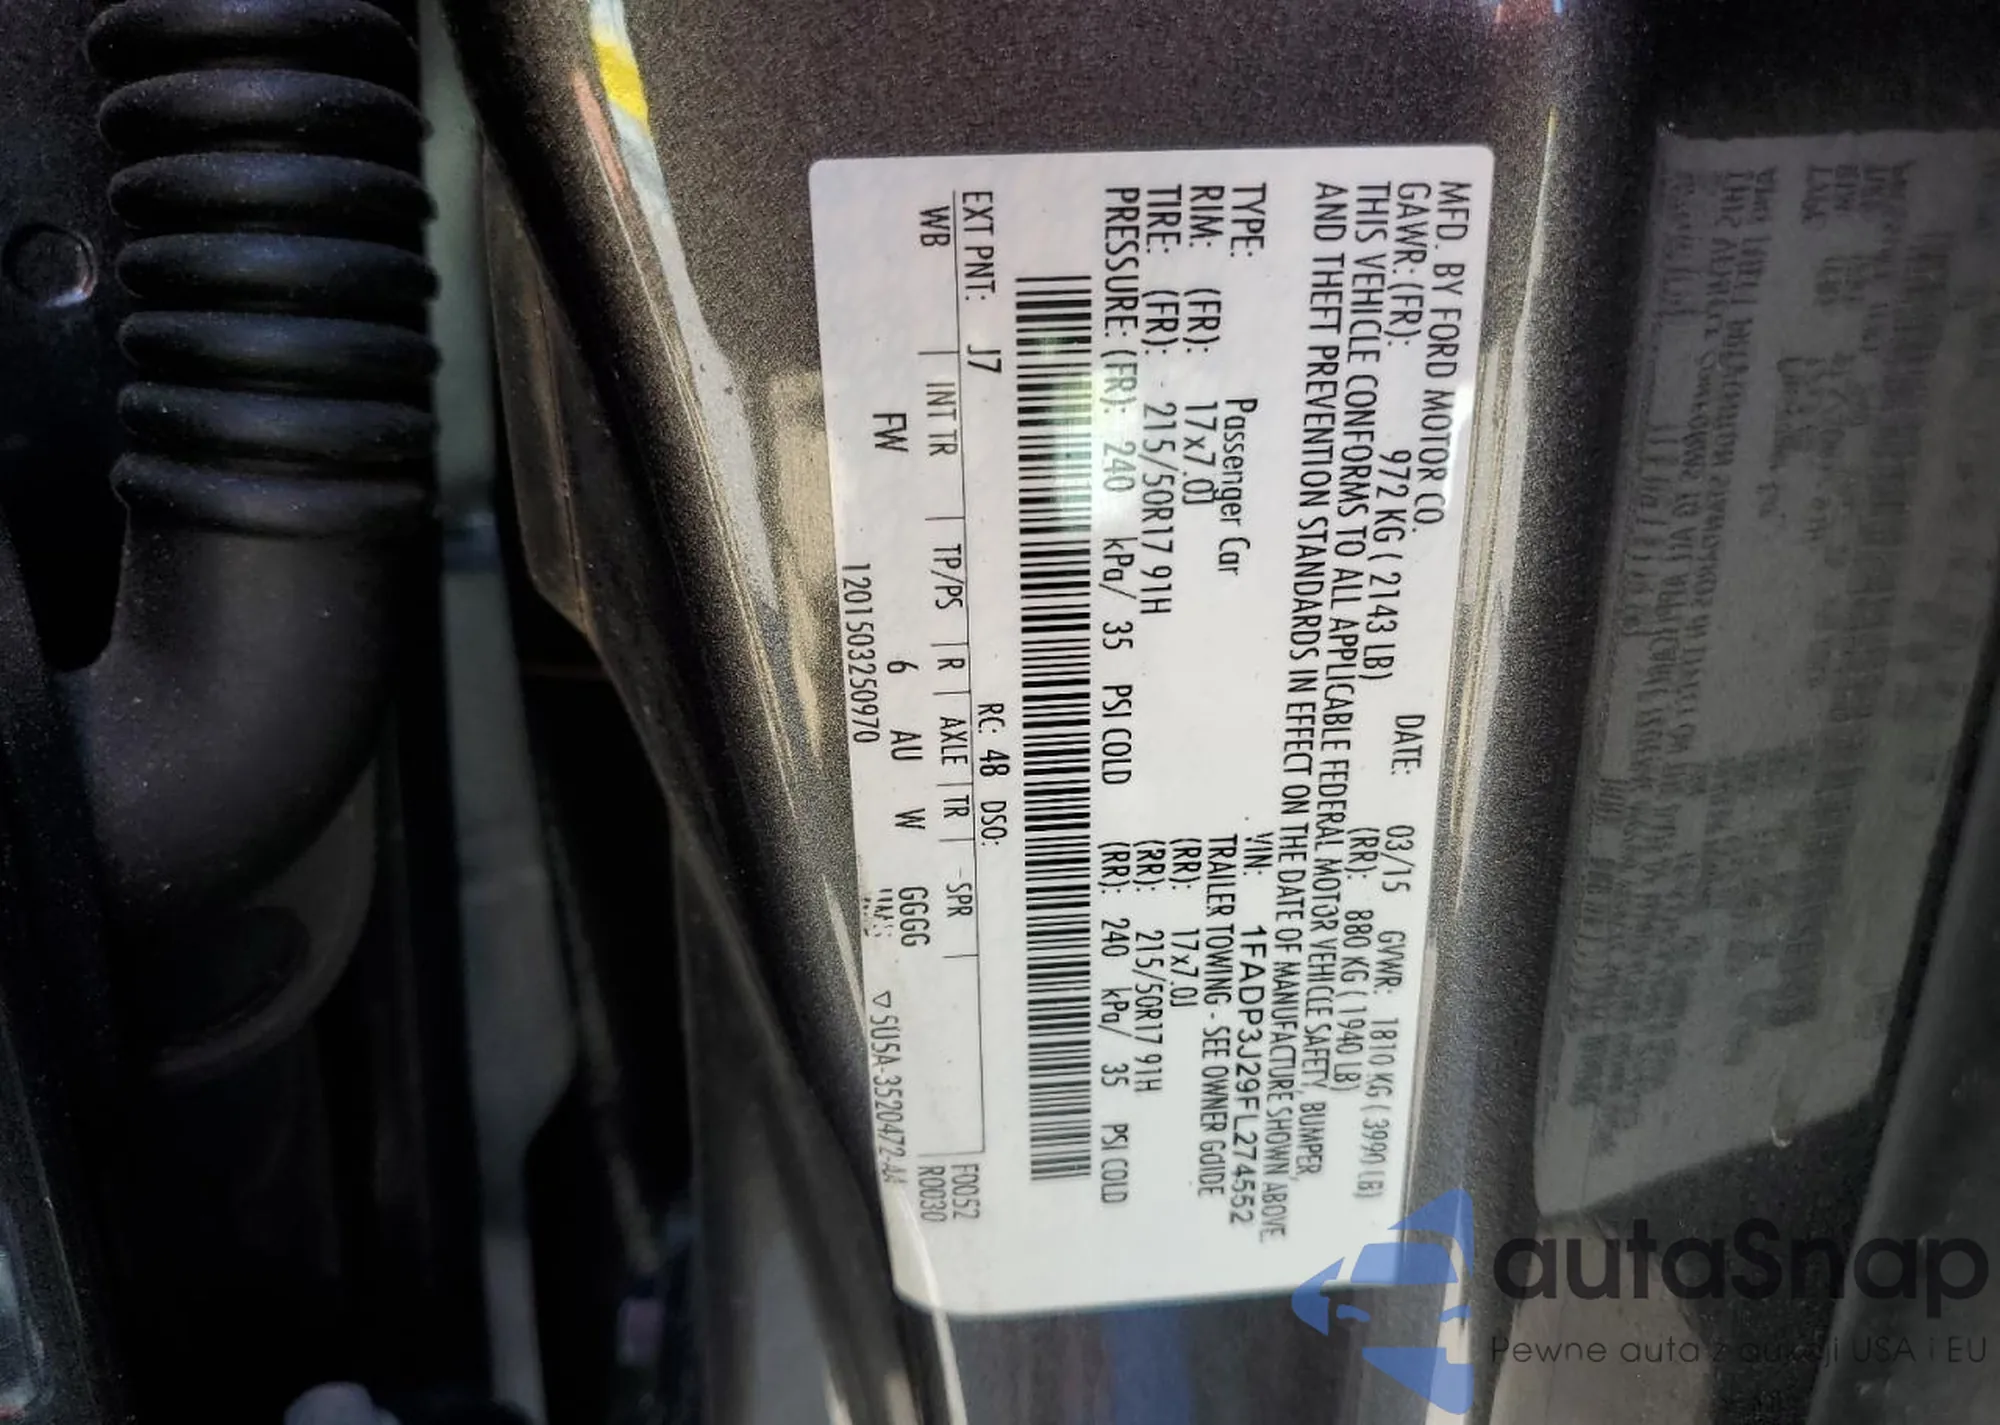 MFD. BY FORD MOTOR CO.
DATE: 03/15 GVWR: 1810 KG ( 3990 LB)
GAWR: (FR): 972 KG ( 2143 LB) (RR): 880 KG ( 1940 LB)
THIS VEHICLE CONFORMS TO ALL APPLICABLE FEDERAL MOTOR VEHICLE SAFETY, BUMPER,
AND THEFT PREVENTION STANDARDS IN EFFECT ON THE DATE OF MANUFACTURE SHOWN ABOVE.
VIN: 1FADP3J29FL274552
TYPE: Passenger Car TRAILER TOWING - SEE OWNER GUIDE
RIM: (FR): 17x7.0J (RR): 17x7.0J
TIRE: (FR): 215/50R17 91H (RR): 215/50R17 91H
PRESSURE: (FR): 240 kPa/ 35 PSI COLD (RR): 240 kPa/ 35 PSI COLD
EXT PNT: J7 RC: 48 DSO: F0052
WB INT TR TP/PS R AXLE TR SPR R0030
FW 6 AU W GGGG
1201503250970 ▽ SU5A-3520472-AA
autaSnap
Pewne auta z aukcji USA i EU